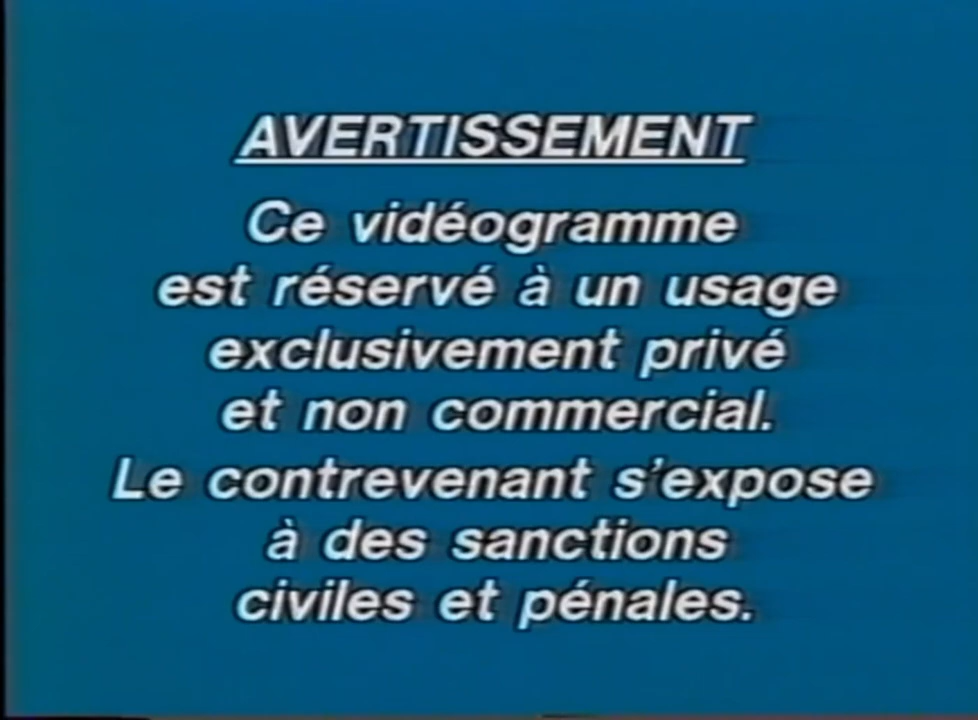 AVERTISSEMENT
Ce vidéogramme
est réservé à un usage
exclusivement privé
et non commercial.
Le contrevenant s'expose
à des sanctions
civiles et pénales.